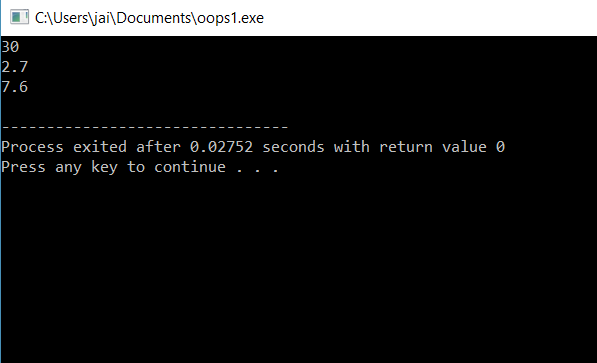 C:\Users\jai\Documents\oops1.exe
30
2.7
7.6
--------------------------------
Process exited after 0.02752 seconds with return value 0
Press any key to continue . . .